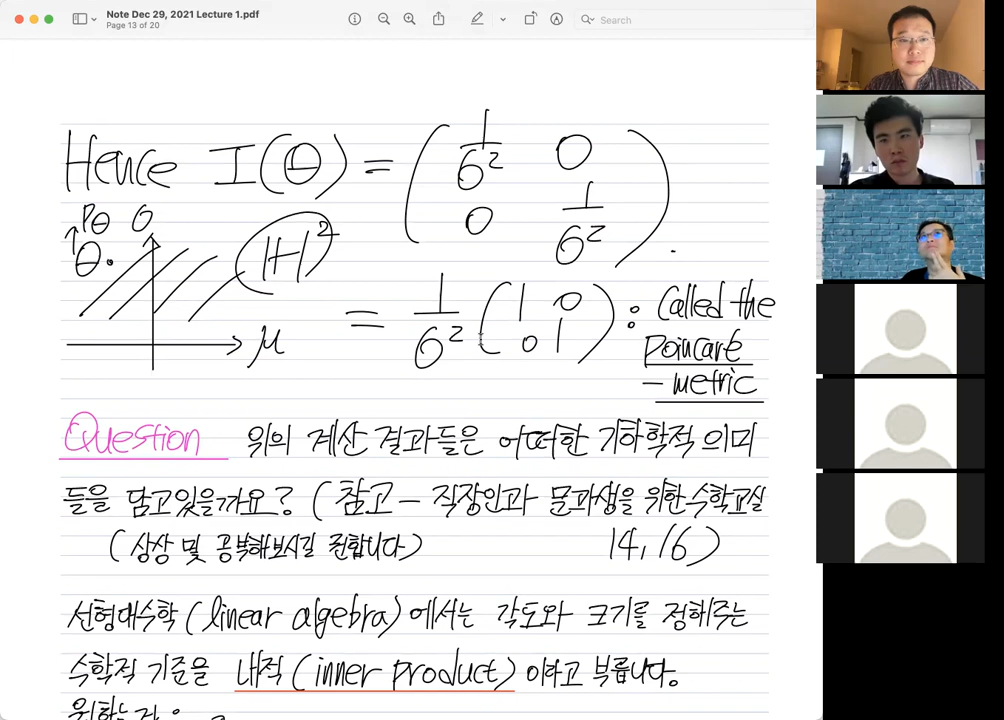 Note Dec 29, 2021 Lecture 1.pdf
Page 13 of 20
Search
Hence I(θ) = ( 1/σ² 0
0 1/σ² ) .
Pθ σ
θ. |H|²
μ
= 1/σ² ( 1 0
0 1 ) : Called the
Poincaré
- metric
Question 위의 계산 결과들은 어떠한 기하학적 의미
들을 담고있을까요? ( 참고 - 직장인과 문과생을 위한 수학교실
( 상상 및 공부해보시길 권합니다 ) 14, 16 )
선형대수학 ( linear algebra ) 에서는 각도와 크기를 정해주는
수학적 기준을 내적 ( inner product ) 이라고 부릅니다.